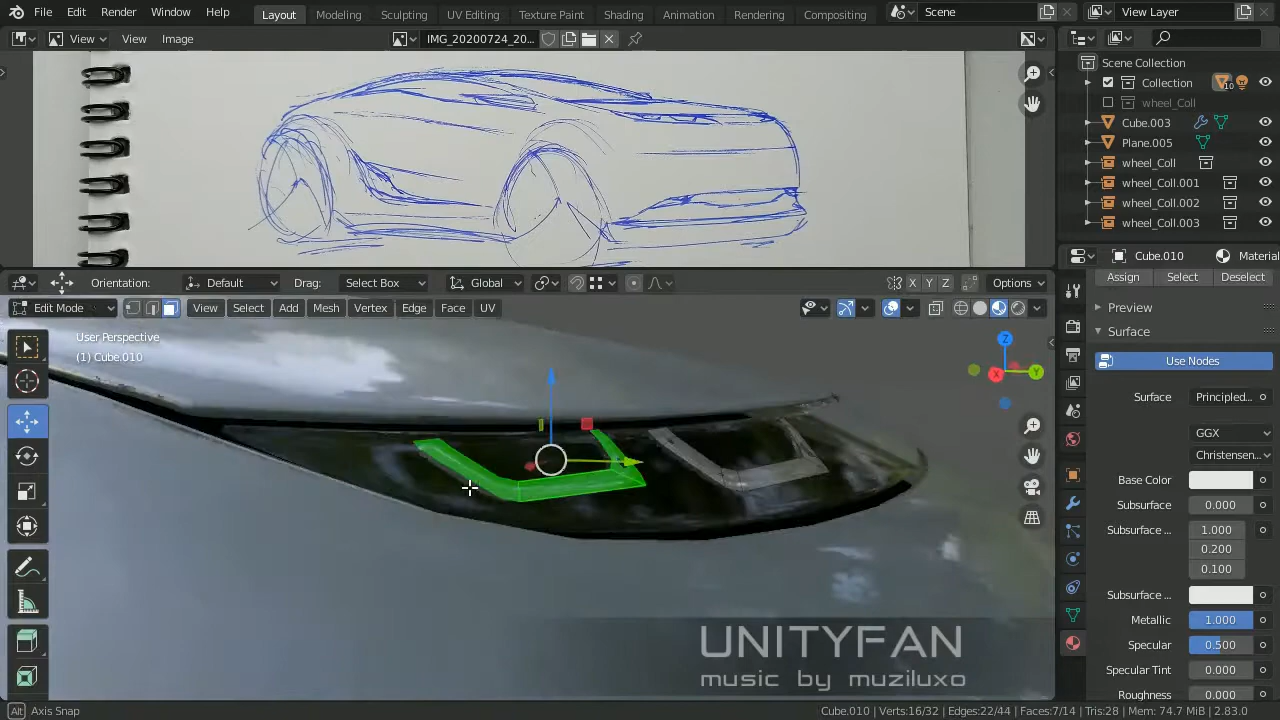 File Edit Render Window Help Layout Modeling Sculpting UV Editing Texture Paint Shading Animation Rendering Compositing Scene View Layer
View View Image IMG_20200724_20...
Scene Collection
Collection 10
wheel_Coll
Cube.003
Plane.005
wheel_Coll
wheel_Coll.001
wheel_Coll.002
wheel_Coll.003
Cube.010 Material
Orientation: Default Drag: Select Box Global X Y Z Options
Edit Mode View Select Add Mesh Vertex Edge Face UV
User Perspective
(1) Cube.010
Z
X
Y
Assign Select Deselect
Preview
Surface
Use Nodes
Surface Principled...
GGX
Christensen...
Base Color
Subsurface 0.000
Subsurface ... 1.000
0.200
0.100
Subsurface ...
Metallic 1.000
Specular 0.500
Specular Tint 0.000
Roughness 0.000
UNITYFAN
music by muziluxo
Alt Axis Snap Cube.010 | Verts:16/32 | Edges:22/44 | Faces:7/14 | Tris:28 | Mem: 74.7 MiB | 2.83.0